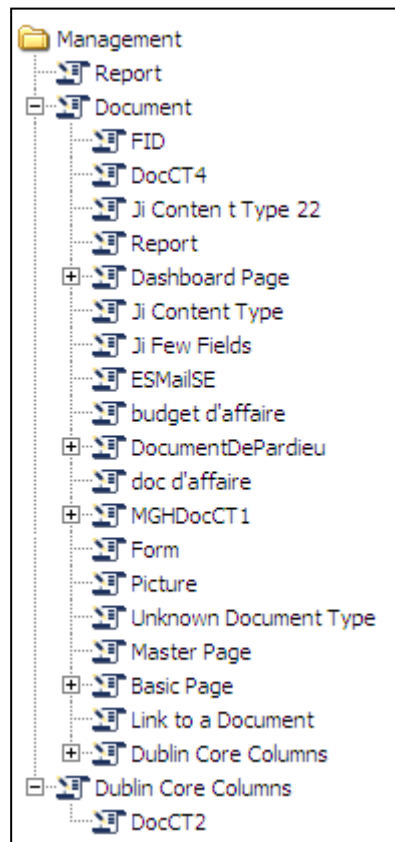 Management
Report
Document
FID
DocCT4
Ji Conten t Type 22
Report
Dashboard Page
Ji Content Type
Ji Few Fields
ESMailSE
budget d'affaire
DocumentDePardieu
doc d'affaire
MGHDocCT1
Form
Picture
Unknown Document Type
Master Page
Basic Page
Link to a Document
Dublin Core Columns
Dublin Core Columns
DocCT2